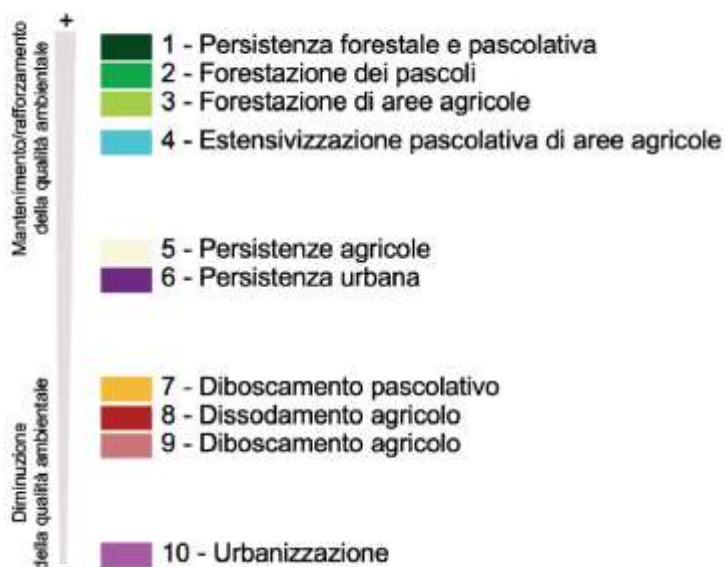 +
Mantenimento/rafforzamento
della qualità ambientale
1 - Persistenza forestale e pascolativa
2 - Forestazione dei pascoli
3 - Forestazione di aree agricole
4 - Estensivizzazione pascolativa di aree agricole
5 - Persistenze agricole
6 - Persistenza urbana
Diminuzione
della qualità ambientale
7 - Diboscamento pascolativo
8 - Dissodamento agricolo
9 - Diboscamento agricolo
10 - Urbanizzazione